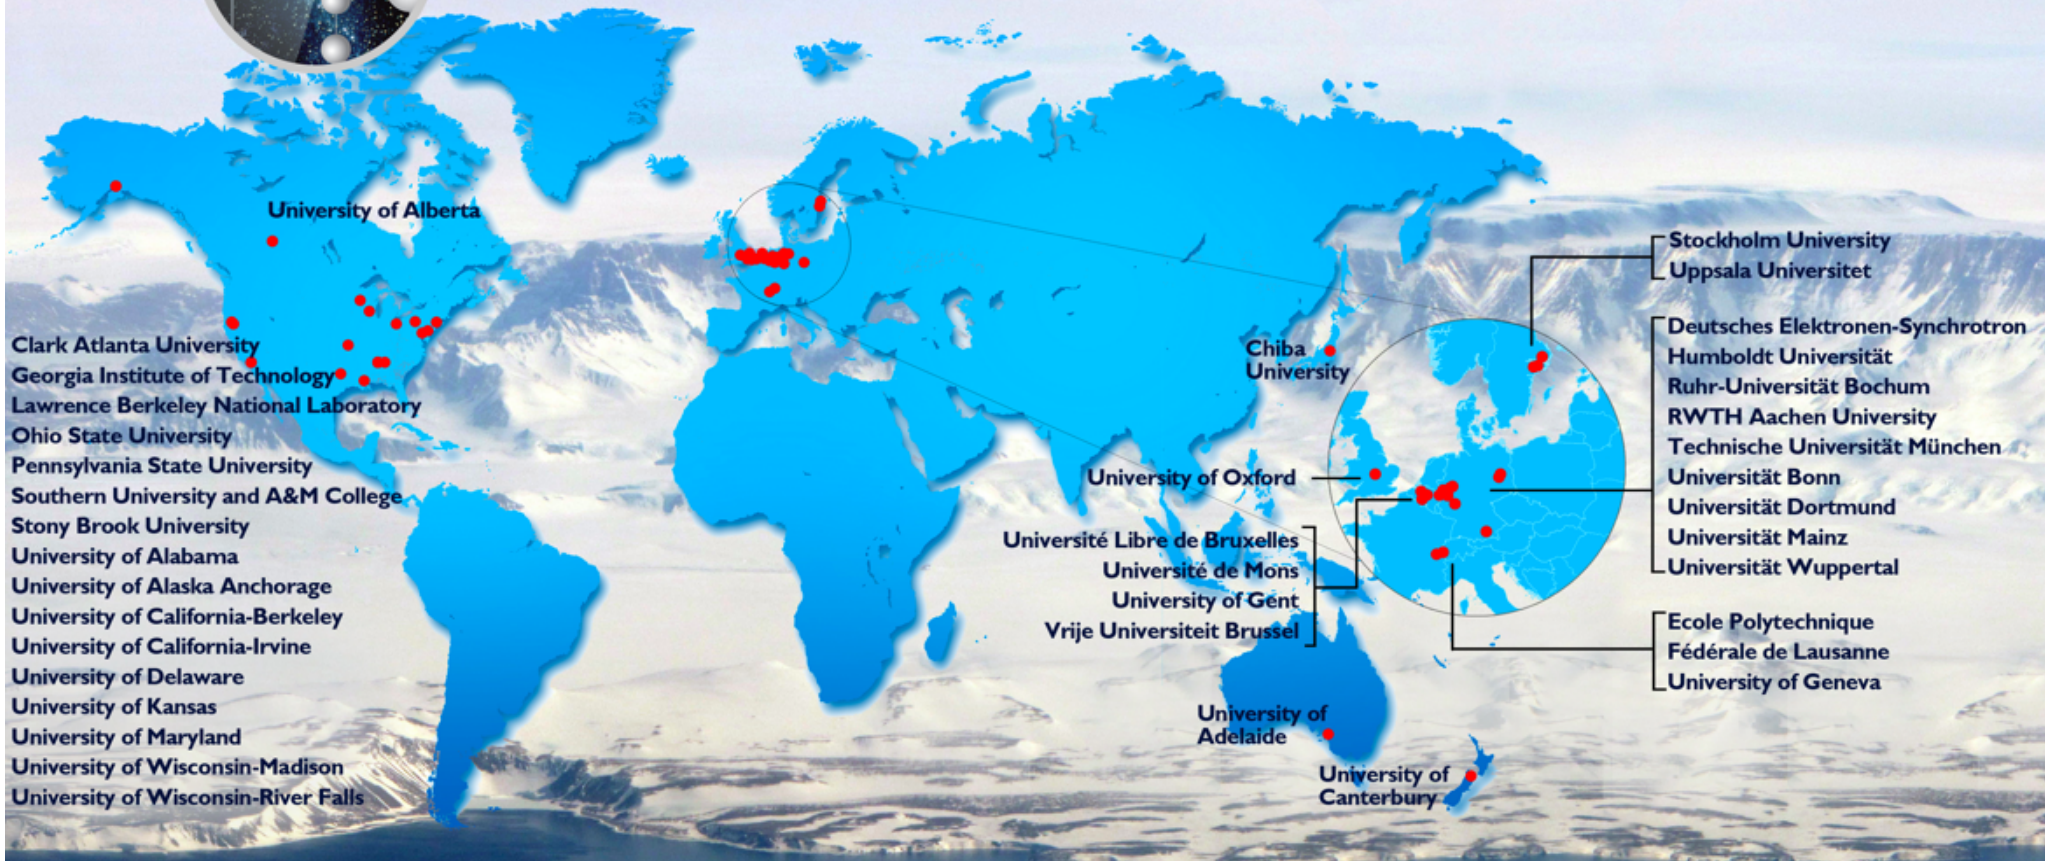 University of Alberta
Clark Atlanta University
Georgia Institute of Technology
Lawrence Berkeley National Laboratory
Ohio State University
Pennsylvania State University
Southern University and A&M College
Stony Brook University
University of Alabama
University of Alaska Anchorage
University of California-Berkeley
University of California-Irvine
University of Delaware
University of Kansas
University of Maryland
University of Wisconsin-Madison
University of Wisconsin-River Falls
Chiba
University
University of Oxford
Université Libre de Bruxelles
Université de Mons
University of Gent
Vrije Universiteit Brussel
University of
Adelaide
University of
Canterbury
Stockholm University
Uppsala Universitet
Deutsches Elektronen-Synchrotron
Humboldt Universität
Ruhr-Universität Bochum
RWTH Aachen University
Technische Universität München
Universität Bonn
Universität Dortmund
Universität Mainz
Universität Wuppertal
Ecole Polytechnique
Fédérale de Lausanne
University of Geneva